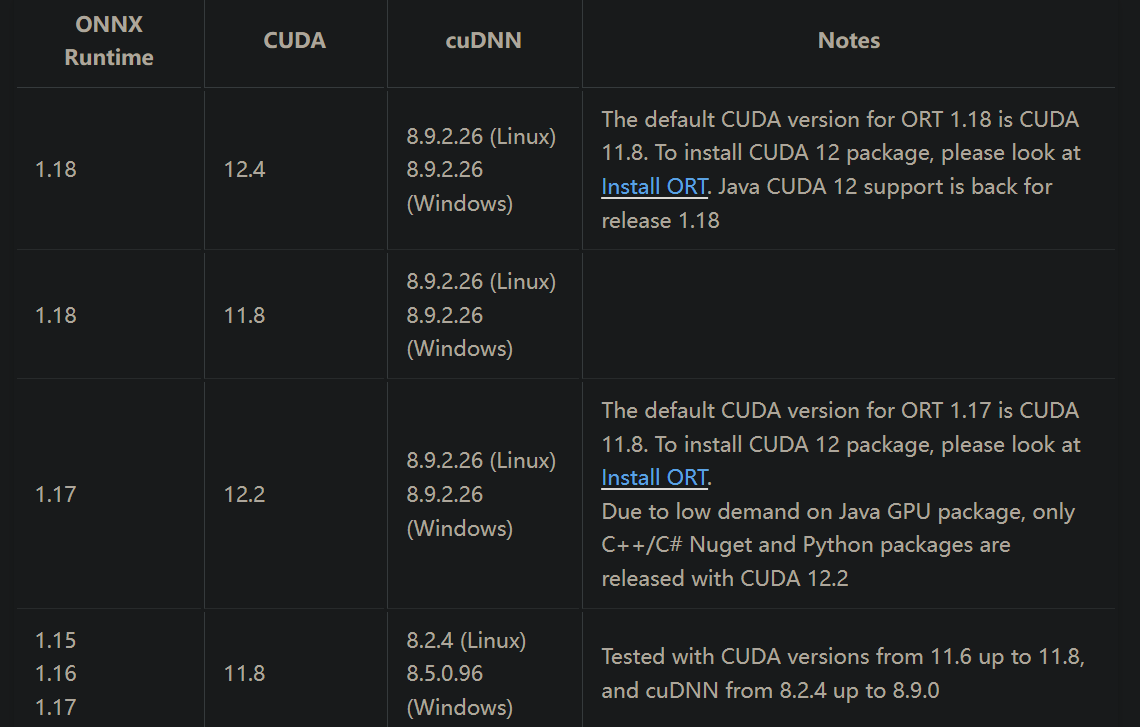 ONNX
Runtime
CUDA
cuDNN
Notes
1.18
12.4
8.9.2.26 (Linux)
8.9.2.26
(Windows)
The default CUDA version for ORT 1.18 is CUDA
11.8. To install CUDA 12 package, please look at
Install ORT. Java CUDA 12 support is back for
release 1.18
1.18
11.8
8.9.2.26 (Linux)
8.9.2.26
(Windows)
1.17
12.2
8.9.2.26 (Linux)
8.9.2.26
(Windows)
The default CUDA version for ORT 1.17 is CUDA
11.8. To install CUDA 12 package, please look at
Install ORT.
Due to low demand on Java GPU package, only
C++/C# Nuget and Python packages are
released with CUDA 12.2
1.15
1.16
1.17
11.8
8.2.4 (Linux)
8.5.0.96
(Windows)
Tested with CUDA versions from 11.6 up to 11.8,
and cuDNN from 8.2.4 up to 8.9.0